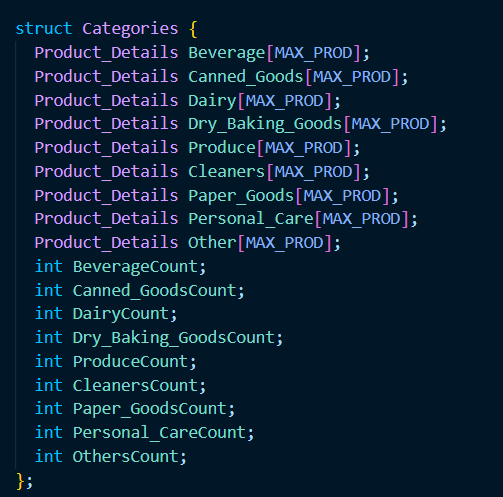 struct Categories {
Product_Details Beverage[MAX_PROD];
Product_Details Canned_Goods[MAX_PROD];
Product_Details Dairy[MAX_PROD];
Product_Details Dry_Baking_Goods[MAX_PROD];
Product_Details Produce[MAX_PROD];
Product_Details Cleaners[MAX_PROD];
Product_Details Paper_Goods[MAX_PROD];
Product_Details Personal_Care[MAX_PROD];
Product_Details Other[MAX_PROD];
int BeverageCount;
int Canned_GoodsCount;
int DairyCount;
int Dry_Baking_GoodsCount;
int ProduceCount;
int CleanersCount;
int Paper_GoodsCount;
int Personal_CareCount;
int OthersCount;
};